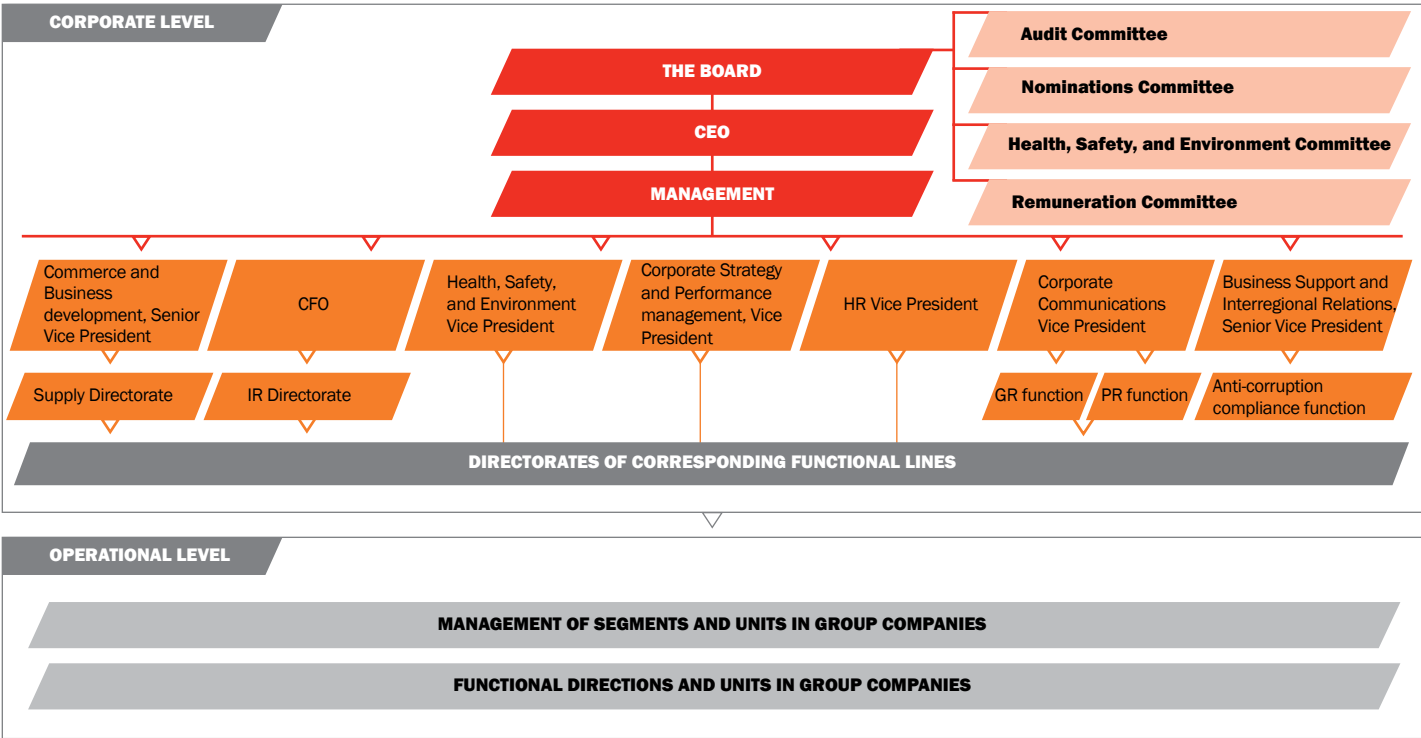 CORPORATE LEVEL
THE BOARD
CEO
MANAGEMENT
Audit Committee
Nominations Committee
Health, Safety, and Environment Committee
Remuneration Committee
Commerce and
Business
development, Senior
Vice President
CFO
Health, Safety,
and Environment
Vice President
Corporate Strategy
and Performance
management, Vice
President
HR Vice President
Corporate
Communications
Vice President
Business Support and
Interregional Relations,
Senior Vice President
Supply Directorate
IR Directorate
GR function
PR function
Anti-corruption
compliance function
DIRECTORATES OF CORRESPONDING FUNCTIONAL LINES
OPERATIONAL LEVEL
MANAGEMENT OF SEGMENTS AND UNITS IN GROUP COMPANIES
FUNCTIONAL DIRECTIONS AND UNITS IN GROUP COMPANIES